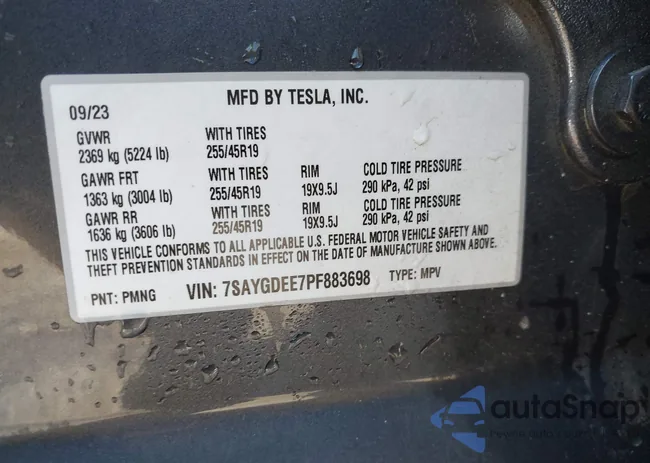 MFD BY TESLA, INC.
09/23
GVWR WITH TIRES
2369 kg (5224 lb) 255/45R19
GAWR FRT WITH TIRES RIM COLD TIRE PRESSURE
1363 kg (3004 lb) 255/45R19 19X9.5J 290 kPa, 42 psi
GAWR RR WITH TIRES RIM COLD TIRE PRESSURE
1636 kg (3606 lb) 255/45R19 19X9.5J 290 kPa, 42 psi
THIS VEHICLE CONFORMS TO ALL APPLICABLE U.S. FEDERAL MOTOR VEHICLE SAFETY AND
THEFT PREVENTION STANDARDS IN EFFECT ON THE DATE OF MANUFACTURE SHOWN ABOVE.
PNT: PMNG VIN: 7SAYGDEE7PF883698 TYPE: MPV
autoSnap